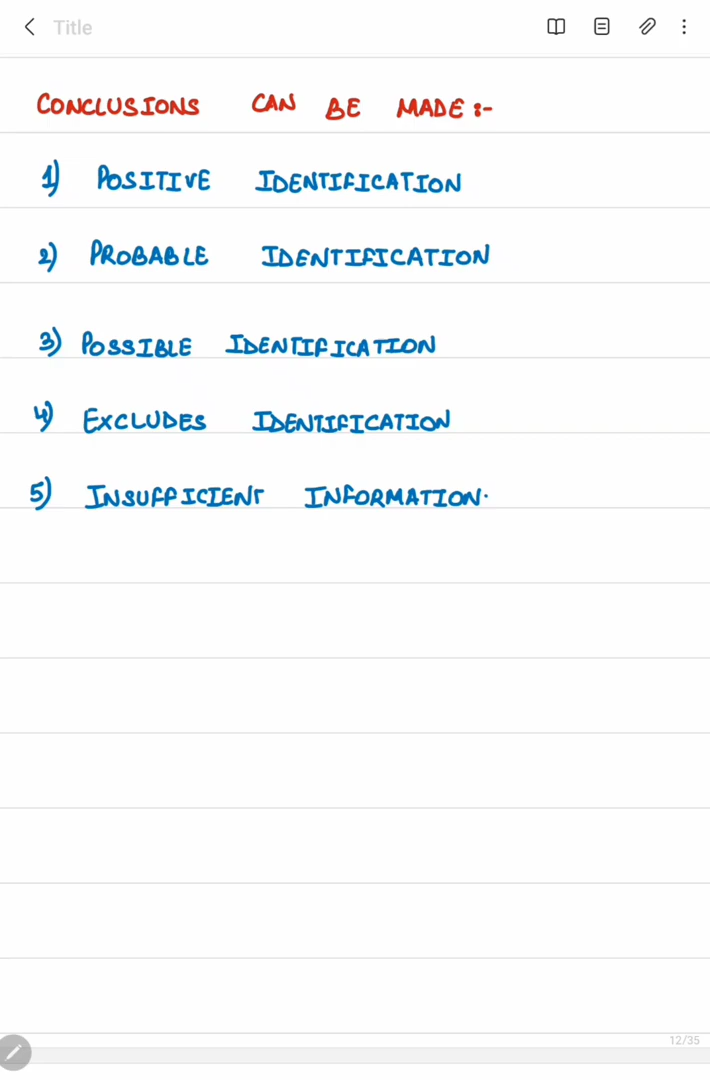 Title
CONCLUSIONS CAN BE MADE :-
1) POSITIVE IDENTIFICATION
2) PROBABLE IDENTIFICATION
3) POSSIBLE IDENTIFICATION
4) EXCLUDES IDENTIFICATION
5) INSUFFICIENT INFORMATION.
12/35